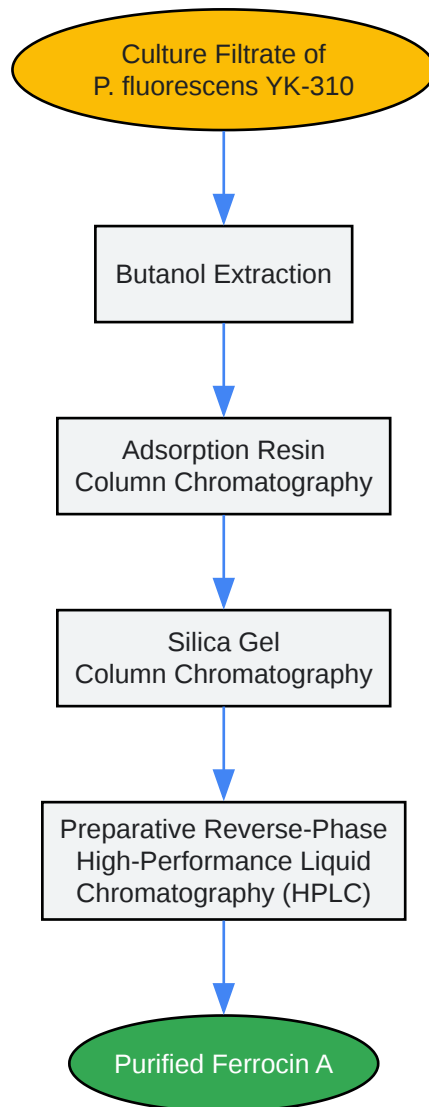 Culture Filtrate of
P. fluorescens YK-310
Butanol Extraction
Adsorption Resin
Column Chromatography
Silica Gel
Column Chromatography
Preparative Reverse-Phase
High-Performance Liquid
Chromatography (HPLC)
Purified Ferrocin A